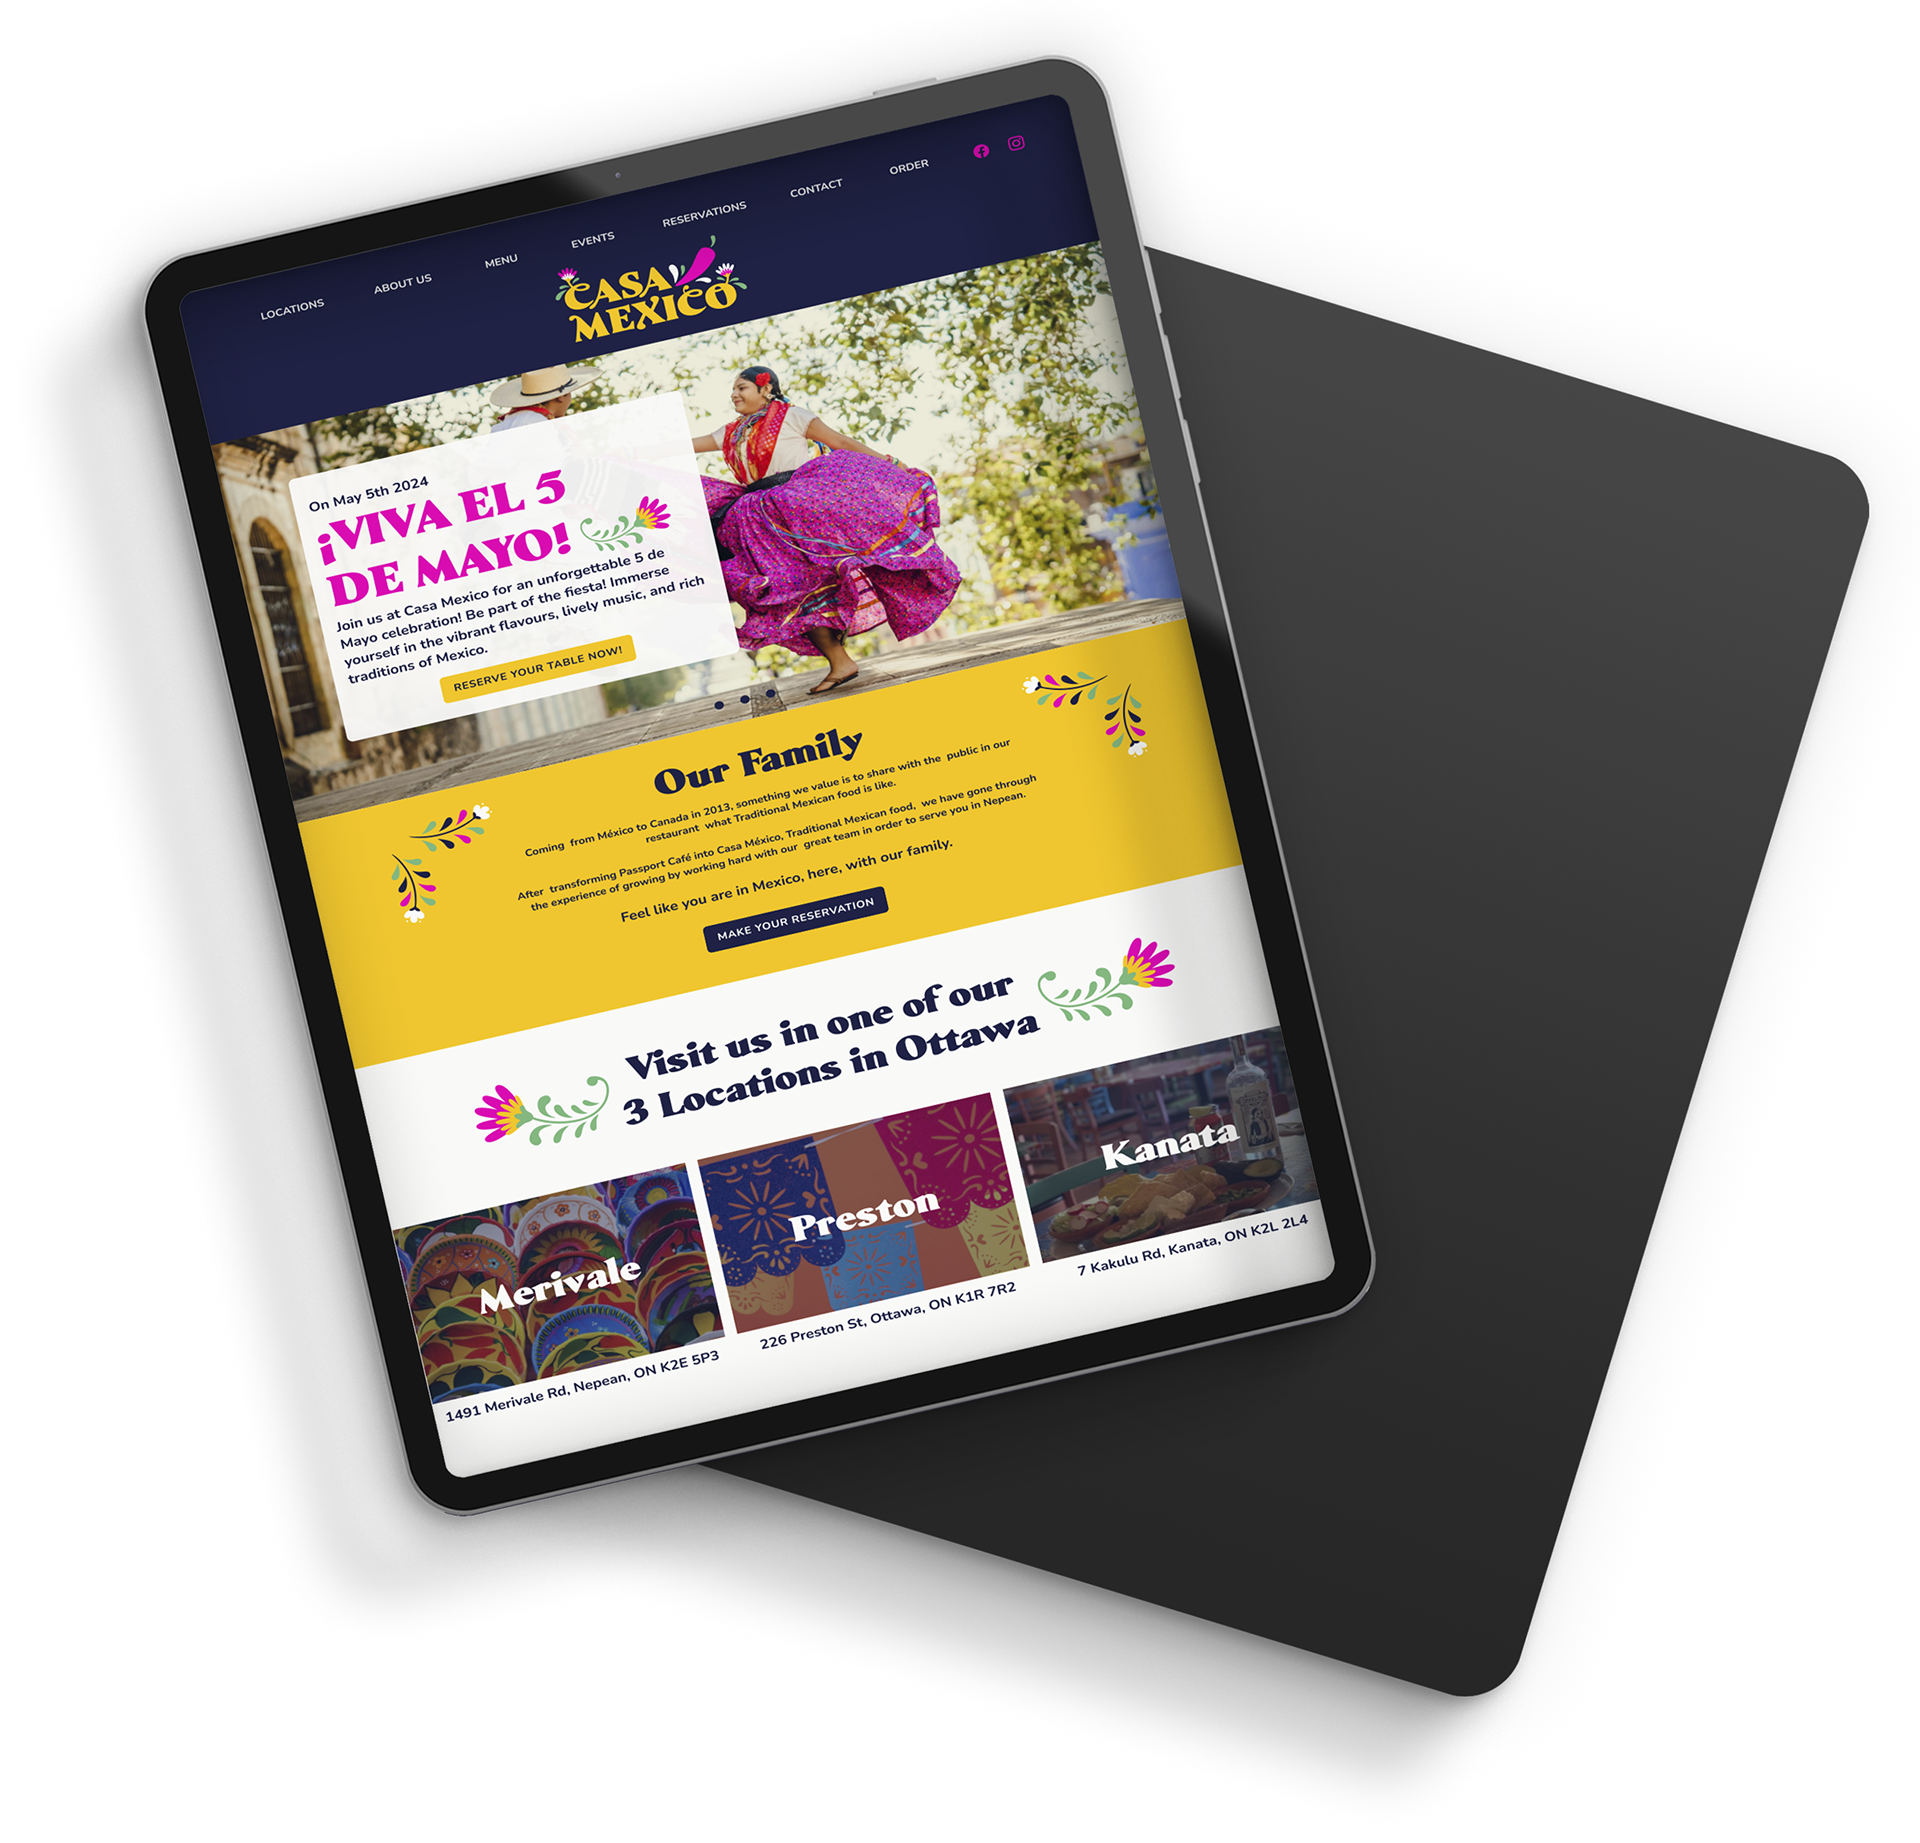 LOCATIONS
ABOUT US
MENU
EVENTS
RESERVATIONS
CONTACT
ORDER
CASA
MEXICO
On May 5th 2024
¡VIVA EL 5
DE MAYO!
Join us at Casa Mexico for an unforgettable 5 de
Mayo celebration! Be part of the fiesta! Immerse
yourself in the vibrant flavours, lively music, and rich
traditions of Mexico.
RESERVE YOUR TABLE NOW!
Our Family
Coming from México to Canada in 2013, something we value is to share with the public in our
restaurant what Traditional Mexican food is like.
After transforming Passport Café into Casa México, Traditional Mexican food, we have gone through
the experience of growing by working hard with our great team in order to serve you in Nepean.
Feel like you are in Mexico, here, with our family.
MAKE YOUR RESERVATION
Visit us in one of our
3 Locations in Ottawa
Merivale
1491 Merivale Rd, Nepean, ON K2E 5P3
Preston
226 Preston St, Ottawa, ON K1R 7R2
Kanata
7 Kakulu Rd, Kanata, ON K2L 2L4